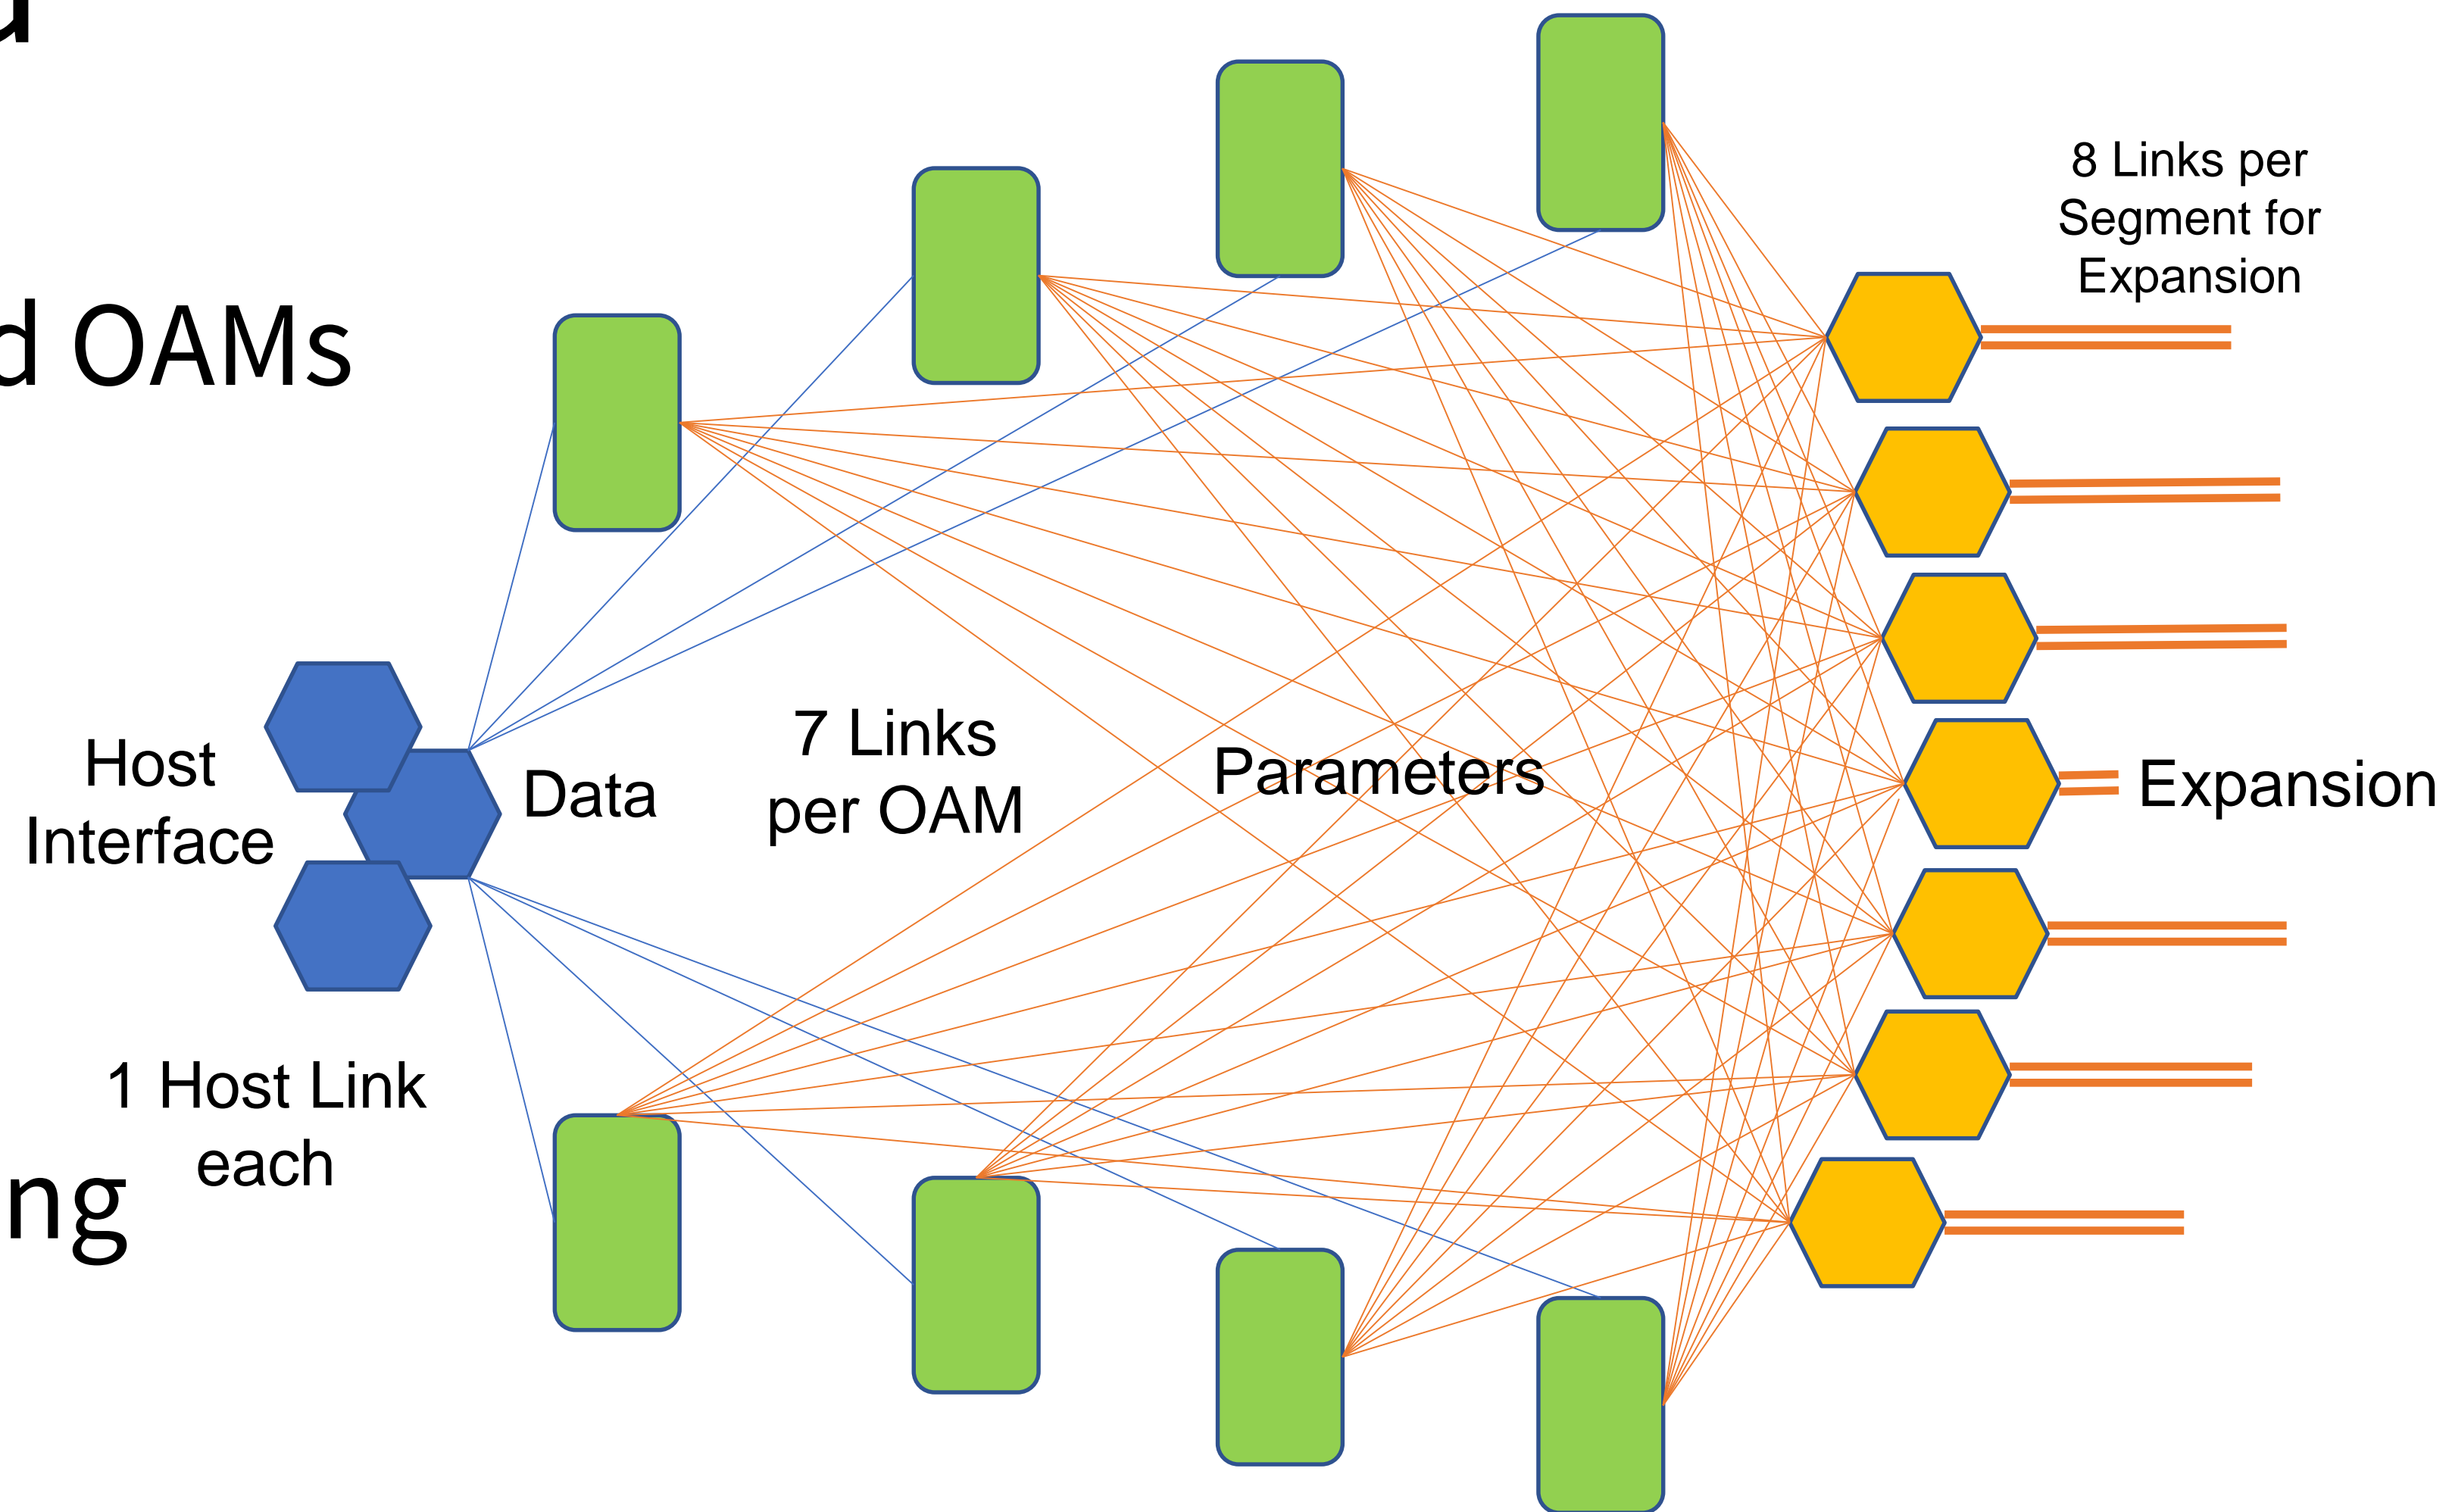 d OAMs
8 Links per
Segment for
Expansion
Host
Interface
Data
7 Links
per OAM
Parameters
Expansion
1 Host Link
each
ng